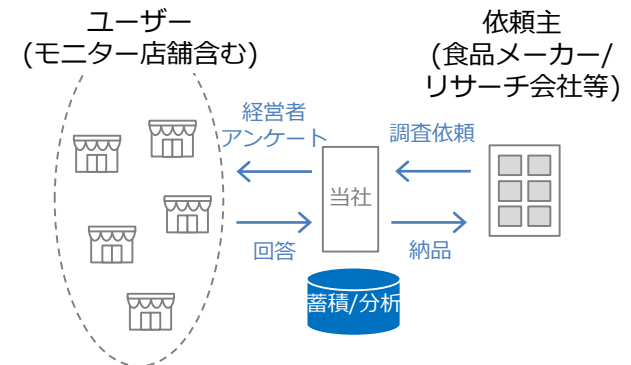 ユーザー
(モニター店舗含む)
依頼主
(食品メーカー/
リサーチ会社等)
経営者
アンケート
調査依頼
当社
回答
納品
蓄積/分析